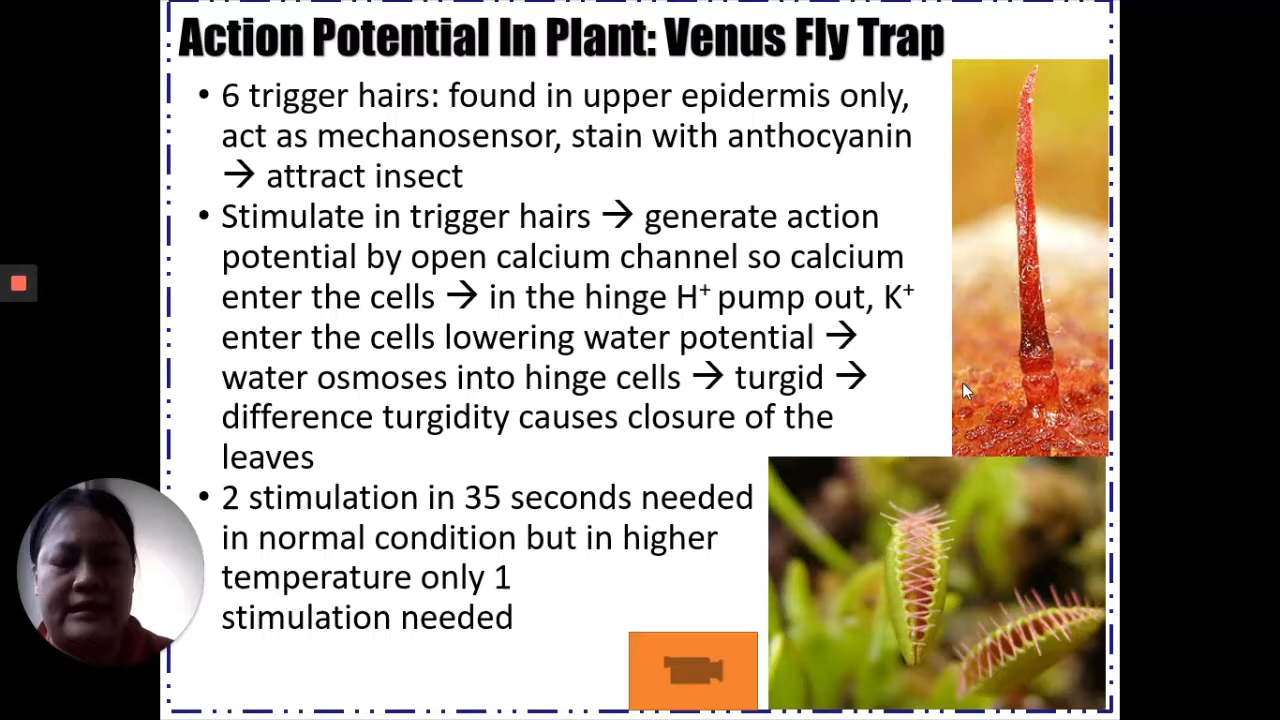 Action Potential In Plant: Venus Fly Trap
• 6 trigger hairs: found in upper epidermis only,
act as mechanosensor, stain with anthocyanin
→ attract insect
• Stimulate in trigger hairs → generate action
potential by open calcium channel so calcium
enter the cells → in the hinge H⁺ pump out, K⁺
enter the cells lowering water potential →
water osmoses into hinge cells → turgid →
difference turgidity causes closure of the
leaves
• 2 stimulation in 35 seconds needed
in normal condition but in higher
temperature only 1
stimulation needed